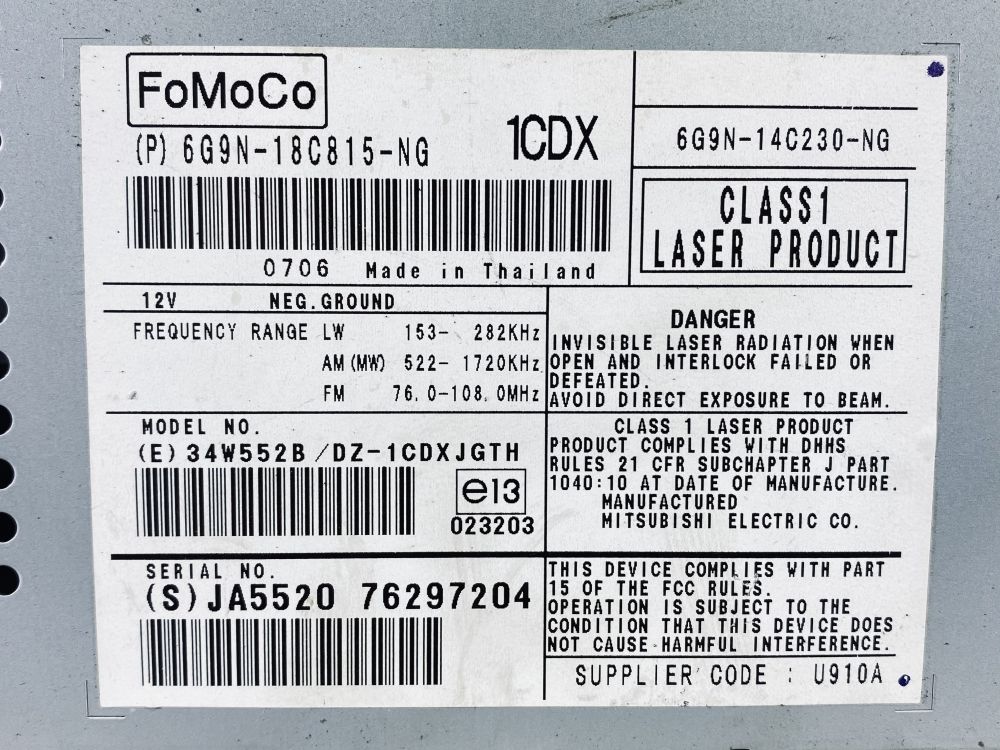 FoMoCo
(P) 6G9N-18C815-NG
1CDX
0706 Made in Thailand
6G9N-14C230-NG
CLASS1
LASER PRODUCT
12V NEG.GROUND
FREQUENCY RANGE LW 153- 282KHz
AM(MW) 522- 1720KHz
FM 76.0-108.0MHz
DANGER
INVISIBLE LASER RADIATION WHEN
OPEN AND INTERLOCK FAILED OR
DEFEATED.
AVOID DIRECT EXPOSURE TO BEAM.
MODEL NO.
(E)34W552B/DZ-1CDXJGTH
e13
023203
CLASS 1 LASER PRODUCT
PRODUCT COMPLIES WITH DHHS
RULES 21 CFR SUBCHAPTER J PART
1040:10 AT DATE OF MANUFACTURE.
MANUFACTURED
MITSUBISHI ELECTRIC CO.
SERIAL NO.
(S)JA5520 76297204
THIS DEVICE COMPLIES WITH PART
15 OF THE FCC RULES.
OPERATION IS SUBJECT TO THE
CONDITION THAT THIS DEVICE DOES
NOT CAUSE HARMFUL INTERFERENCE.
SUPPLIER CODE : U910A